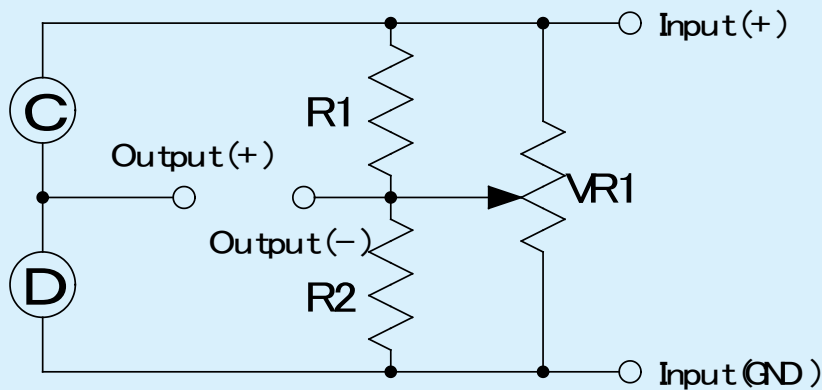 Input(+)
C
R1
Output(+)
VR1
Output(−)
D
R2
Input(GND)